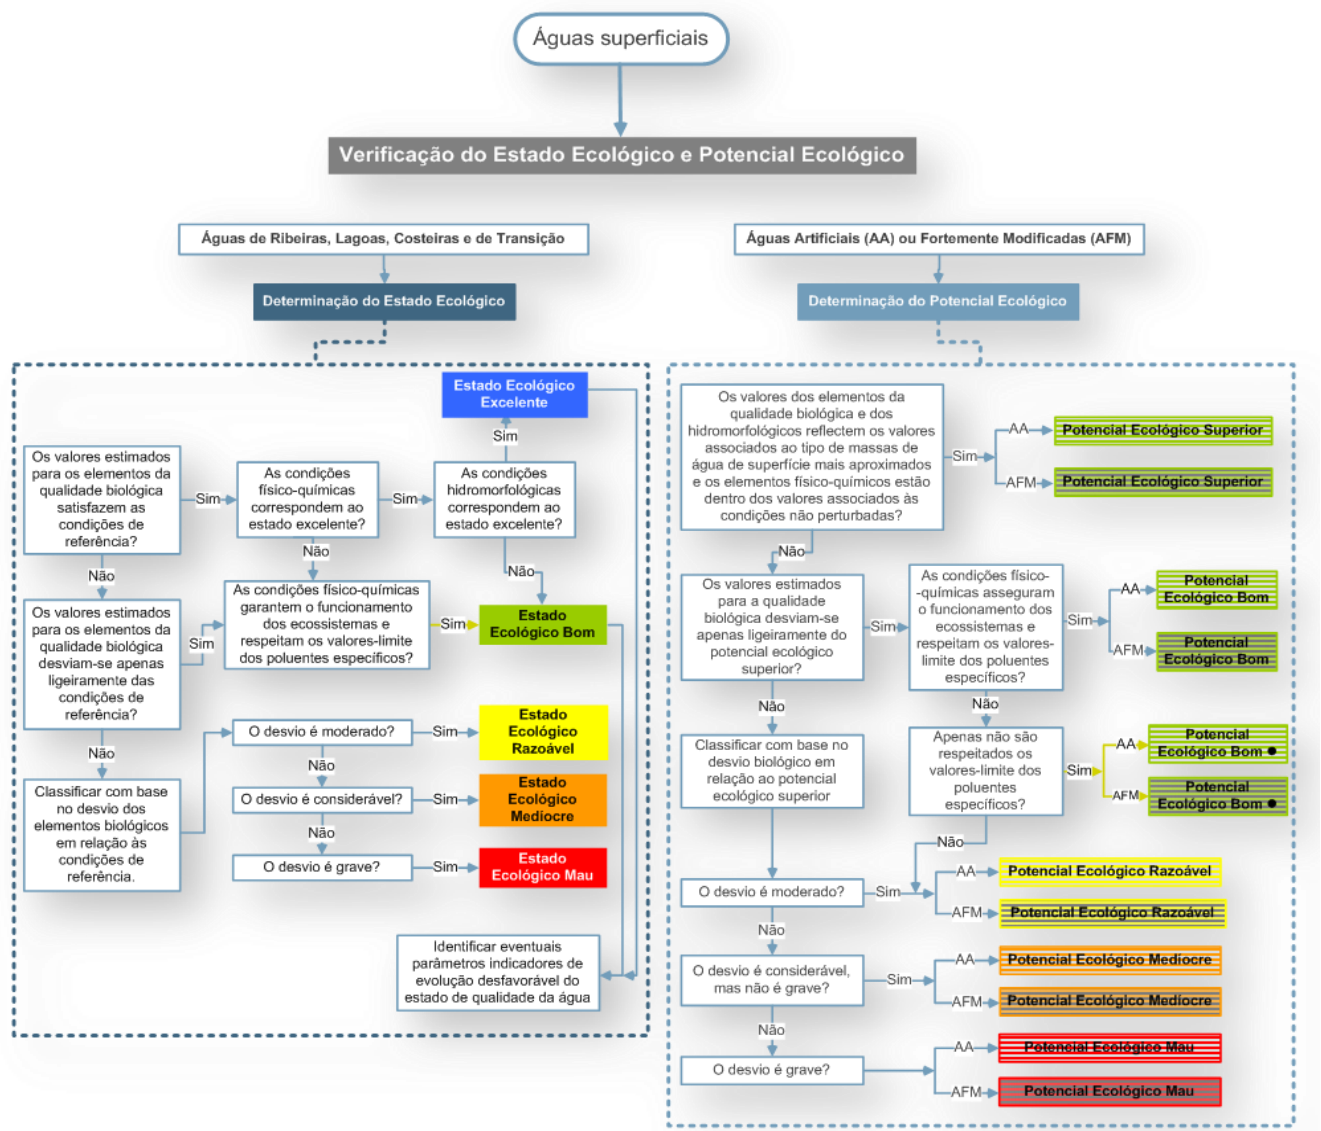 Águas superficiais
Verificação do Estado Ecológico e Potencial Ecológico
Águas de Ribeiras, Lagoas, Costeiras e de Transição
Determinação do Estado Ecológico
Estado Ecológico
Excelente
Sim
Os valores estimados
para os elementos da
qualidade biológica
satisfazem as
condições de
referência?
Sim
As condições
físico-químicas
correspondem ao
estado excelente?
Sim
As condições
hidromorfológicas
correspondem ao
estado excelente?
Não
Não
Não
Os valores estimados
para os elementos da
qualidade biológica
desviam-se apenas
ligeiramente das
condições de
referência?
Sim
As condições físico-químicas
garantem o funcionamento
dos ecossistemas e
respeitam os valores-limite
dos poluentes específicos?
Sim
Estado
Ecológico Bom
Não
Classificar com base
no desvio dos
elementos biológicos
em relação às
condições de
referência.
O desvio é moderado?
Sim
Estado
Ecológico
Razoável
Não
O desvio é considerável?
Sim
Estado
Ecológico
Medíocre
Não
O desvio é grave?
Sim
Estado
Ecológico Mau
Identificar eventuais
parâmetros indicadores de
evolução desfavorável do
estado de qualidade da água
Águas Artificiais (AA) ou Fortemente Modificadas (AFM)
Determinação do Potencial Ecológico
Os valores dos elementos da
qualidade biológica e dos
hidromorfológicos reflectem os valores
associados ao tipo de massas de
água de superfície mais aproximados
e os elementos físico-químicos estão
dentro dos valores associados às
condições não perturbadas?
Sim
AA
Potencial Ecológico Superior
AFM
Potencial Ecológico Superior
Não
Os valores estimados
para a qualidade
biológica desviam-se
apenas ligeiramente do
potencial ecológico
superior?
Sim
As condições físico-
-químicas asseguram
o funcionamento dos
ecossistemas e
respeitam os valores-
limite dos poluentes
específicos?
Sim
AA
Potencial
Ecológico Bom
AFM
Potencial
Ecológico Bom
Não
Não
Classificar com base no
desvio biológico em
relação ao potencial
ecológico superior
Apenas não são
respeitados os
valores-limite dos
poluentes
específicos?
Sim
AA
Potencial
Ecológico Bom ●
AFM
Potencial
Ecológico Bom ●
Não
O desvio é moderado?
Sim
AA
Potencial Ecológico Razoável
AFM
Potencial Ecológico Razoável
Não
O desvio é considerável,
mas não é grave?
Sim
AA
Potencial Ecológico Medíocre
AFM
Potencial Ecológico Medíocre
Não
O desvio é grave?
AA
Potencial Ecológico Mau
AFM
Potencial Ecológico Mau